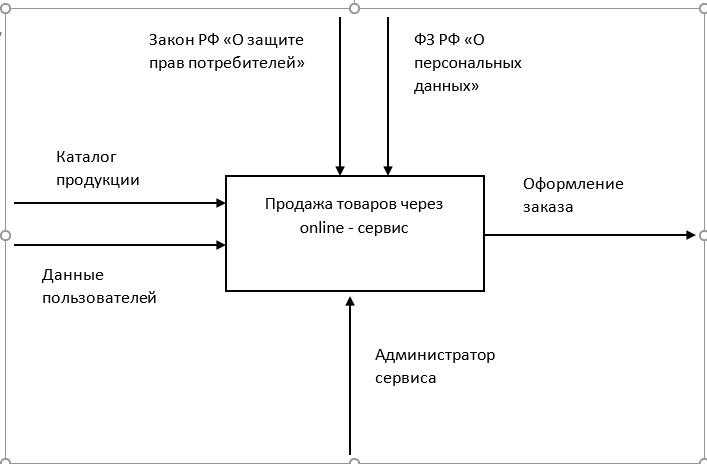 Закон РФ «О защите
прав потребителей»
ФЗ РФ «О
персональных
данных»
Каталог
продукции
Продажа товаров через
online - сервис
Оформление
заказа
Данные
пользователей
Администратор
сервиса